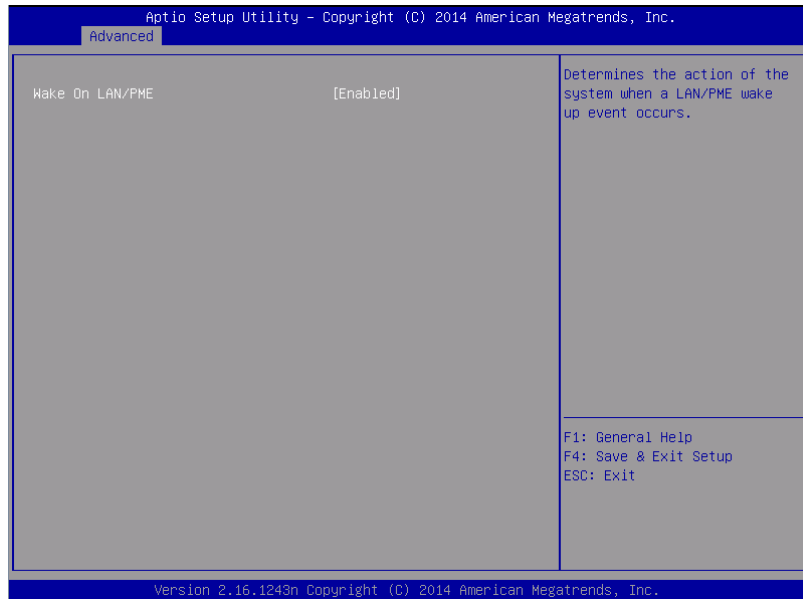 Aptio Setup Utility – Copyright (C) 2014 American Megatrends, Inc.
Advanced
Wake On LAN/PME [Enabled]
Determines the action of the
system when a LAN/PME wake
up event occurs.
F1: General Help
F4: Save & Exit Setup
ESC: Exit
Version 2.16.1243n Copyright (C) 2014 American Megatrends, Inc.